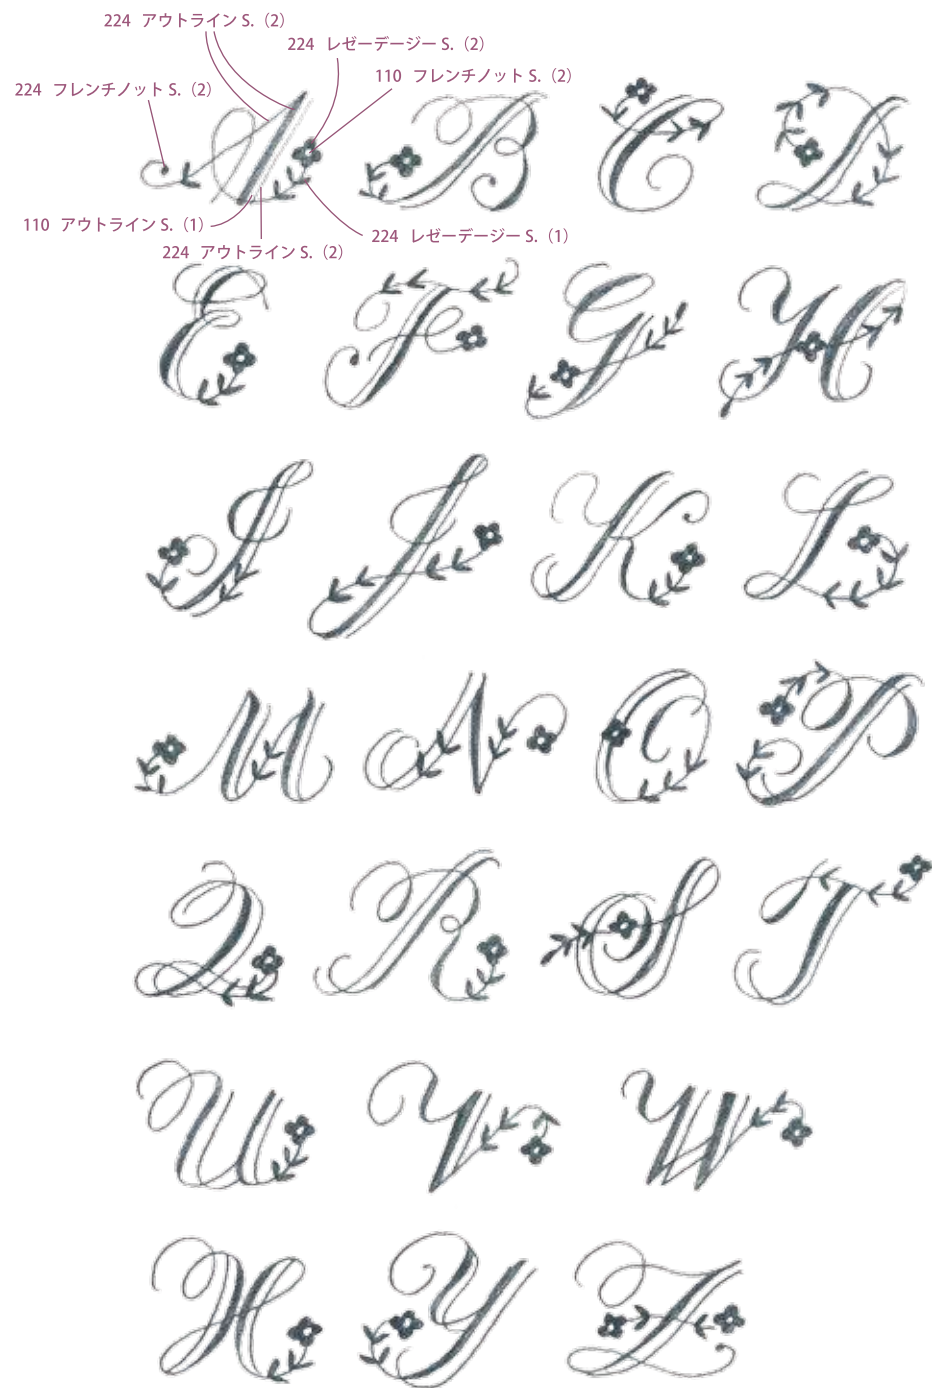 224 アウトライン S.（2）
224 レゼーデージー S.（2）
110 フレンチノット S.（2）
224 フレンチノット S.（2）
110 アウトライン S.（1）
224 レゼーデージー S.（1）
224 アウトライン S.（2）
A B C D
E F G H
I J K L
M N O P
Q R S T
U V W
X Y Z